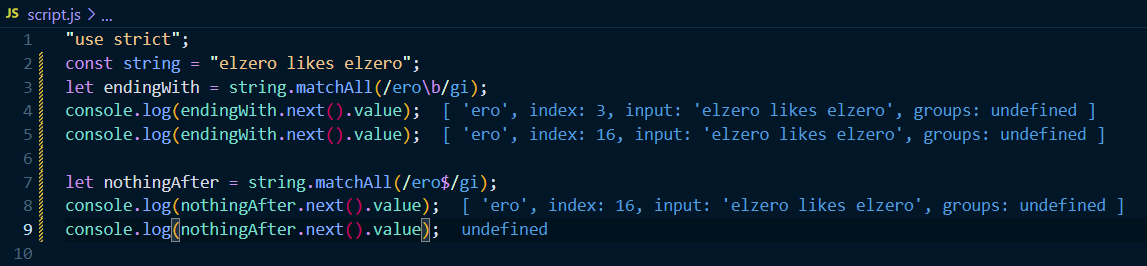 JS script.js > ...
1 "use strict";
2 const string = "elzero likes elzero";
3 let endingWith = string.matchAll(/ero\b/gi);
4 console.log(endingWith.next().value); [ 'ero', index: 3, input: 'elzero likes elzero', groups: undefined ]
5 console.log(endingWith.next().value); [ 'ero', index: 16, input: 'elzero likes elzero', groups: undefined ]
6
7 let nothingAfter = string.matchAll(/ero$/gi);
8 console.log(nothingAfter.next().value); [ 'ero', index: 16, input: 'elzero likes elzero', groups: undefined ]
9 console.log(nothingAfter.next().value); undefined
10